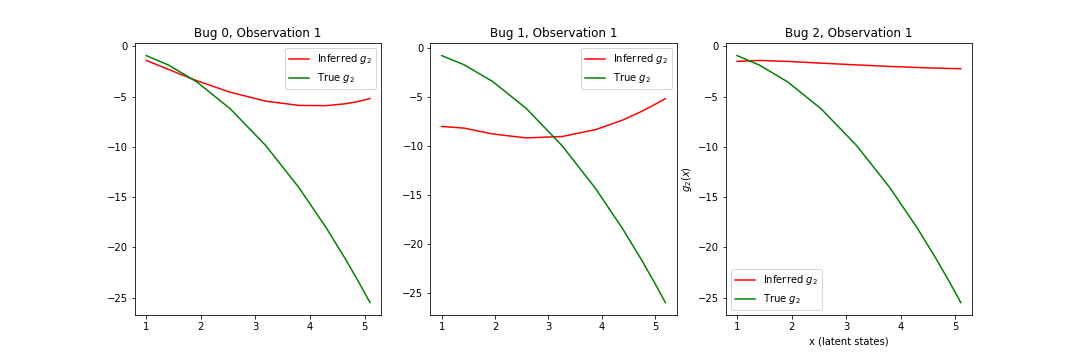 Bug 0, Observation 1
0
−5
−10
−15
−20
−25
1 2 3 4 5
Inferred g₂
True g₂
Bug 1, Observation 1
0
−5
−10
−15
−20
−25
1 2 3 4 5
Inferred g₂
True g₂
Bug 2, Observation 1
g₂(x)
0
−5
−10
−15
−20
−25
Inferred g₂
True g₂
1 2 3 4 5
x (latent states)